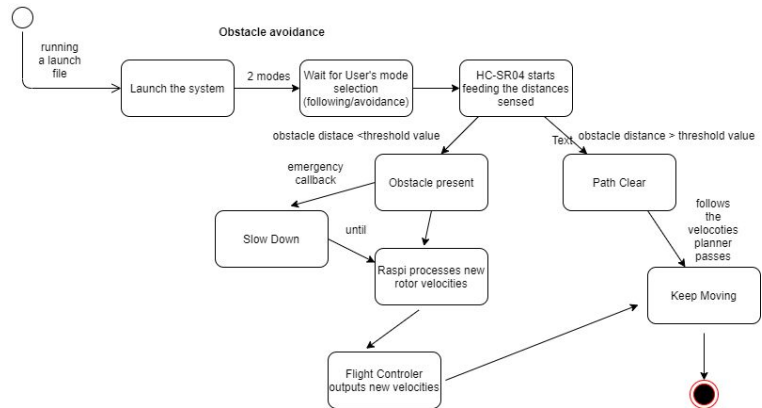 Obstacle avoidance
running
a launch
file
Launch the system
2 modes
Wait for User's mode
selection
(following/avoidance)
HC-SR04 starts
feeding the distances
sensed
obstacle distace <threshold value
Text
obstacle distance > threshold value
emergency
callback
Obstacle present
Path Clear
follows
the
velocoties
planner
passes
Slow Down
until
Raspi processes new
rotor velocities
Keep Moving
Flight Controler
outputs new velocities